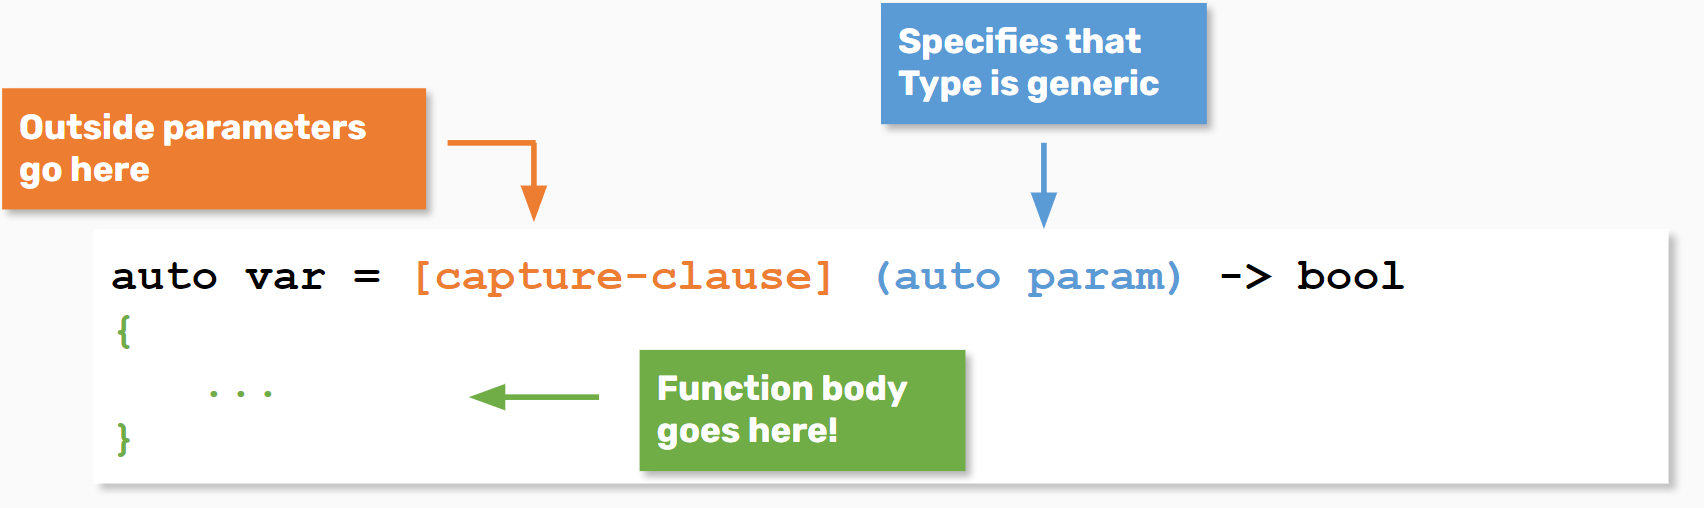 Specifies that
Type is generic
Outside parameters
go here
auto var = [capture-clause] (auto param) -> bool
{
...
}
Function body
goes here!